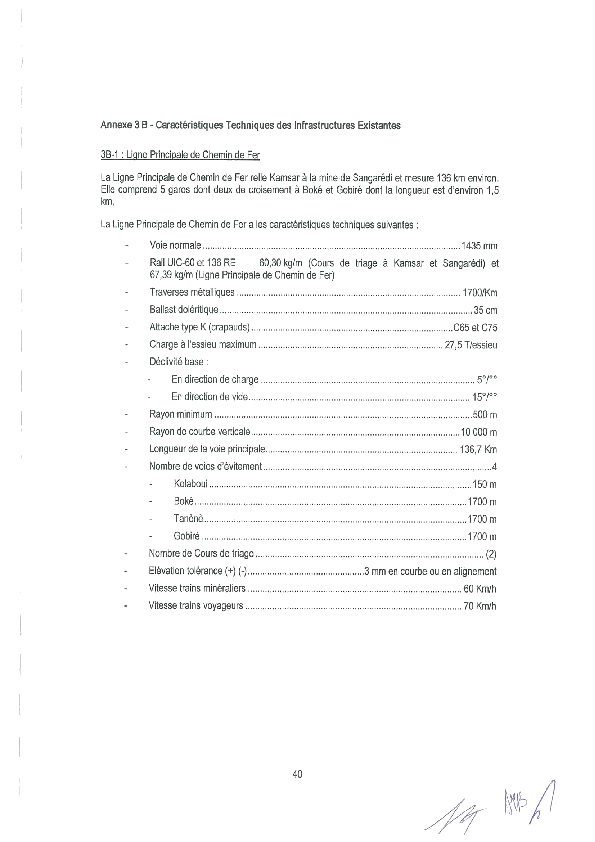 Annexe 3 B - Caractéristiques Techniques des Infrastructures Existantes
3B-1 : Ligne Principale de Chemin de Fer
La Ligne Principale de Chemin de Fer relie Kamsar à la mine de Sangarédi et mesure 136 km environ.
Elle comprend 5 gares dont deux de croisement à Boké et Gobiré dont la longueur est d'environ 1,5
km.
La Ligne Principale de Chemin de Fer a les caractéristiques techniques suivantes :
- Voie normale ........ 1435 mm
- Rail UIC-60 et 136 RE 60,30 kg/m (Cours de triage à Kamsar et Sangarédi) et
67,39 kg/m (Ligne Principale de Chemin de Fer)
- Traverses métalliques ........ 1700/Km
- Ballast doléritique ........ 35 cm
- Attache type K (crapauds) ........ C65 et C75
- Charge à l'essieu maximum ........ 27,5 T/essieu
- Déclivité base :
- En direction de charge ........ 5°/°°
- En direction de vide ........ 15°/°°
- Rayon minimum ........ 500 m
- Rayon de courbe verticale ........ 10 000 m
- Longueur de la voie principale ........ 136,7 Km
- Nombre de voies d'évitement ........ 4
- Kolaboui ........ 150 m
- Boké ........ 1700 m
- Tanènè ........ 1700 m
- Gobiré ........ 1700 m
- Nombre de Cours de triage ........ (2)
- Elévation tolérance (+) (-) ........ 3 mm en courbe ou en alignement
- Vitesse trains minéraliers ........ 60 Km/h
- Vitesse trains voyageurs ........ 70 Km/h
40